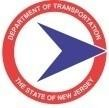 DEPARTMENT OF TRANSPORTATION
THE STATE OF NEW JERSEY